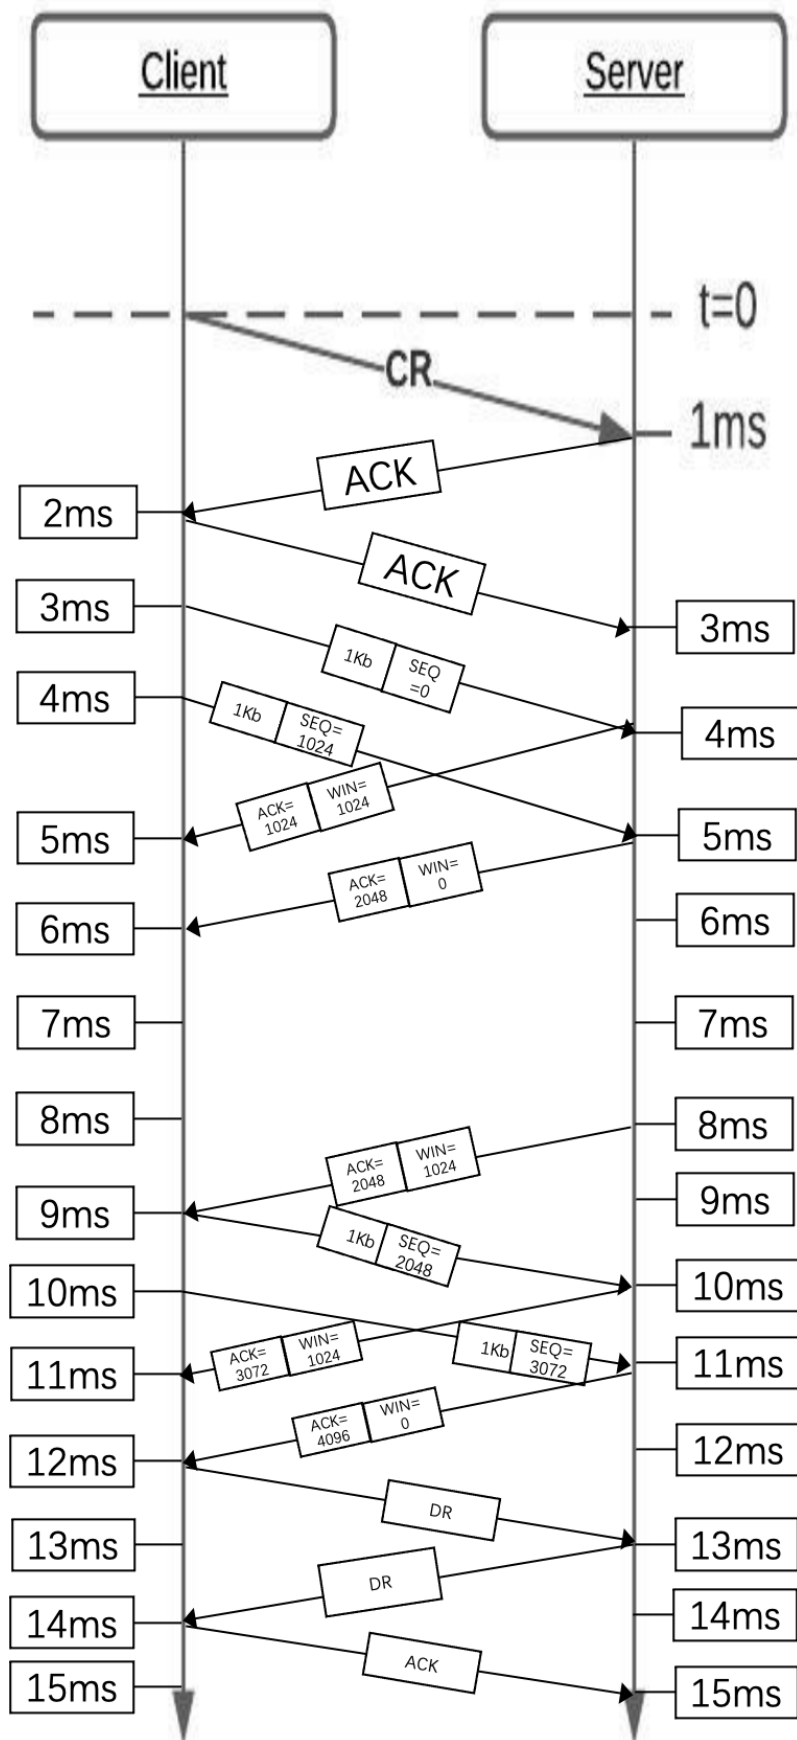 Client
Server
t=0
CR
1ms
ACK
2ms
ACK
3ms
3ms
1Kb
SEQ
=0
4ms
1Kb
SEQ=
1024
4ms
ACK=
1024
WIN=
1024
5ms
5ms
ACK=
2048
WIN=
0
6ms
6ms
7ms
7ms
8ms
8ms
ACK=
2048
WIN=
1024
9ms
9ms
1Kb
SEQ=
2048
10ms
10ms
ACK=
3072
WIN=
1024
1Kb
SEQ=
3072
11ms
11ms
ACK=
4096
WIN=
0
12ms
12ms
DR
13ms
13ms
DR
14ms
14ms
ACK
15ms
15ms